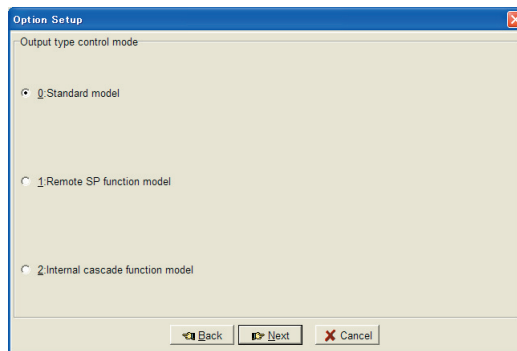 Option Setup
Output type control mode
0:Standard model
1:Remote SP function model
2:Internal cascade function model
Back Next Cancel